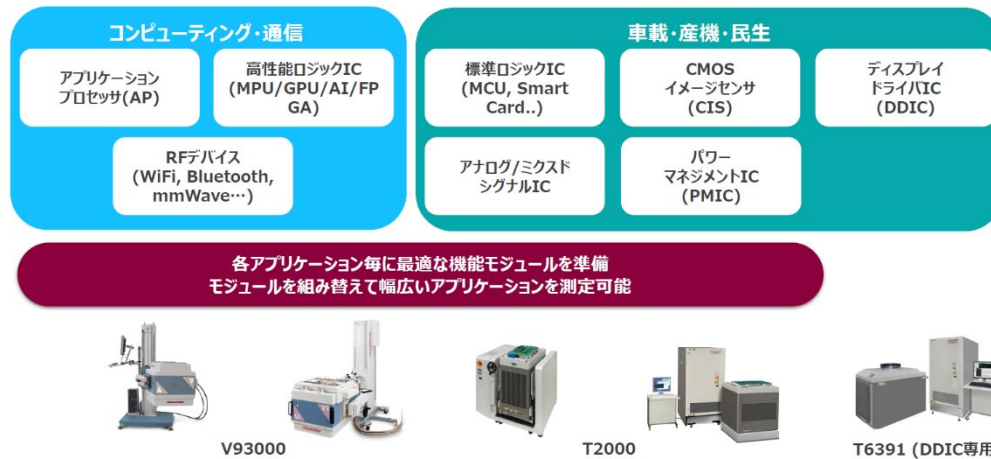 コンピューティング・通信
アプリケーション
プロセッサ(AP)
高性能ロジックIC
(MPU/GPU/AI/FP
GA)
RFデバイス
(WiFi, Bluetooth,
mmWave…)
車載・産機・民生
標準ロジックIC
(MCU, Smart
Card..)
CMOS
イメージセンサ
(CIS)
ディスプレイ
ドライバIC
(DDIC)
アナログ/ミクスド
シグナルIC
パワー
マネジメントIC
(PMIC)
各アプリケーション毎に最適な機能モジュールを準備
モジュールを組み替えて幅広いアプリケーションを測定可能
V93000
T2000
T6391 (DDIC専用